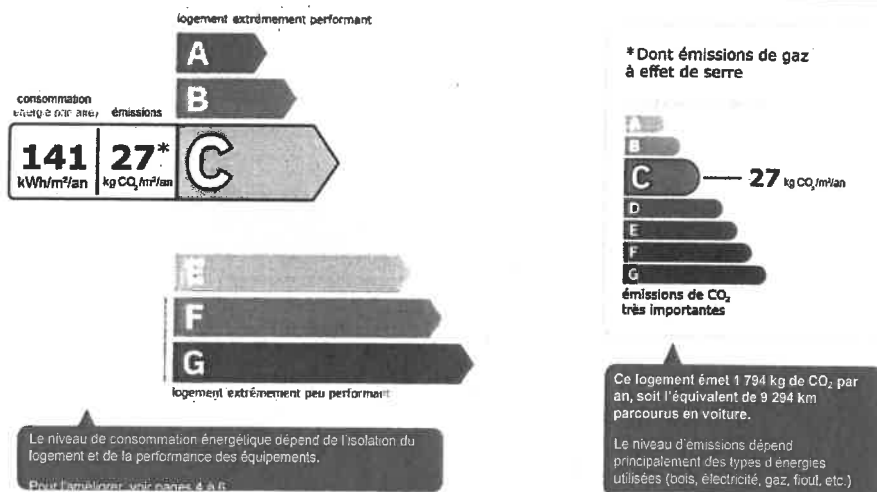 logement extrêmement performant
A
B
consommation
émissions
141
kWh/m²/an
27*
kg CO₂/m²/an
C
E
F
G
logement extrêmement peu performant
Le niveau de consommation énergétique dépend de l'isolation du
logement et de la performance des équipements.
Pour l'améliorer, voir pages 4 à 6
*Dont émissions de gaz
à effet de serre
A
B
C
27 kg CO₂/m²/an
D
E
F
G
émissions de CO₂
très importantes
Ce logement émet 1 794 kg de CO₂ par
an, soit l'équivalent de 9 294 km
parcourus en voiture.
Le niveau d'émissions dépend
principalement des types d'énergies
utilisées (bois, électricité, gaz, fioul, etc.)